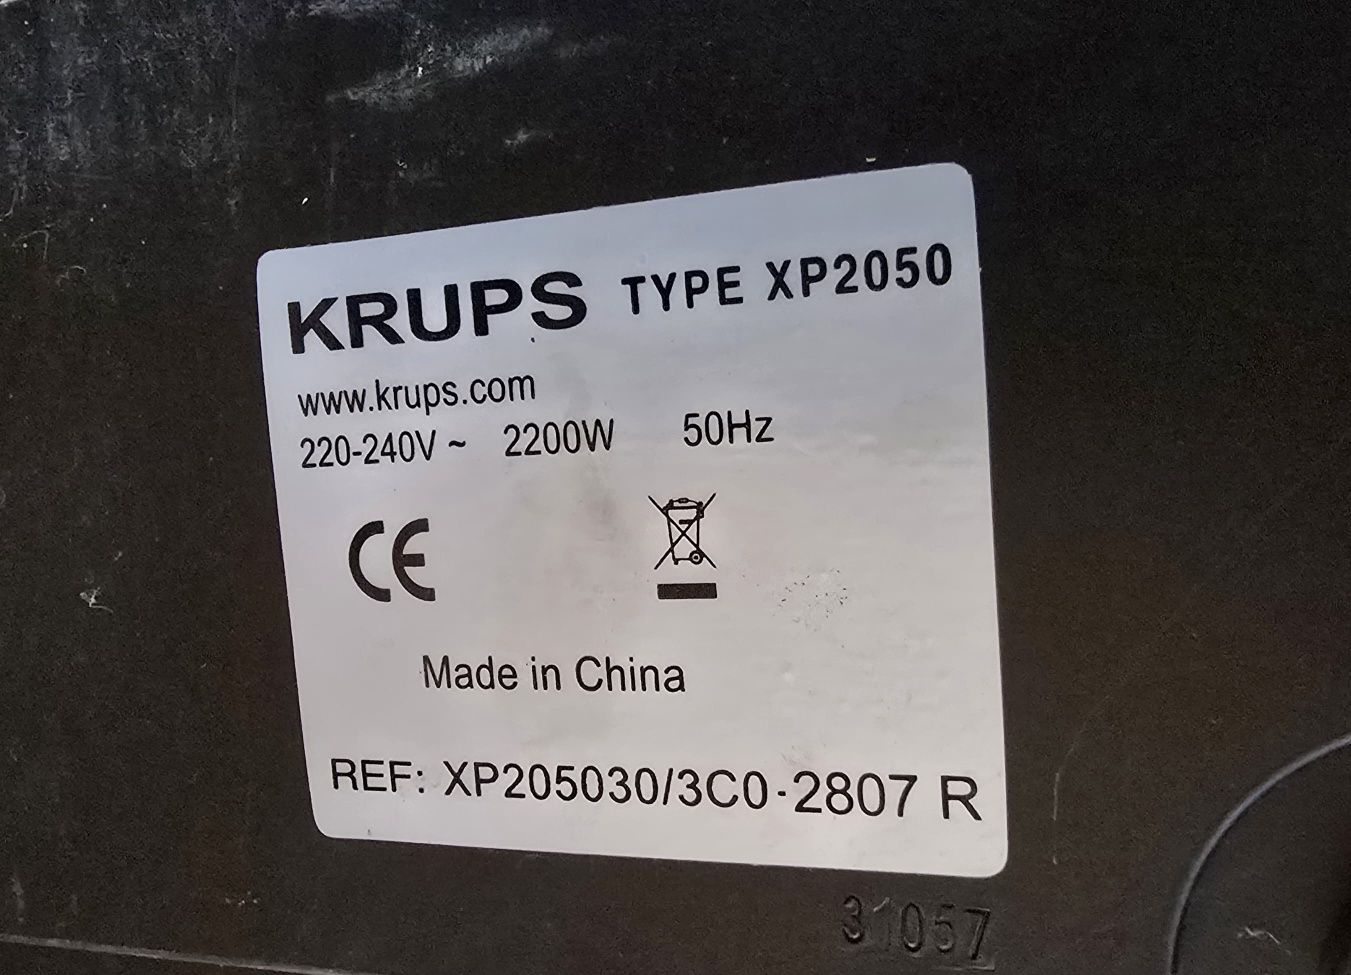 KRUPS TYPE XP2050
www.krups.com
220-240V ~ 2200W 50Hz
CE
Made in China
REF: XP205030/3C0-2807 R
31057